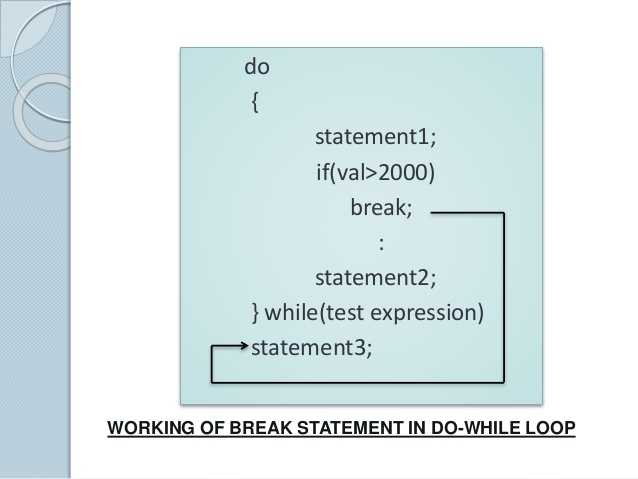 do
{
statement1;
if(val>2000)
break;
:
statement2;
} while(test expression)
statement3;
WORKING OF BREAK STATEMENT IN DO-WHILE LOOP